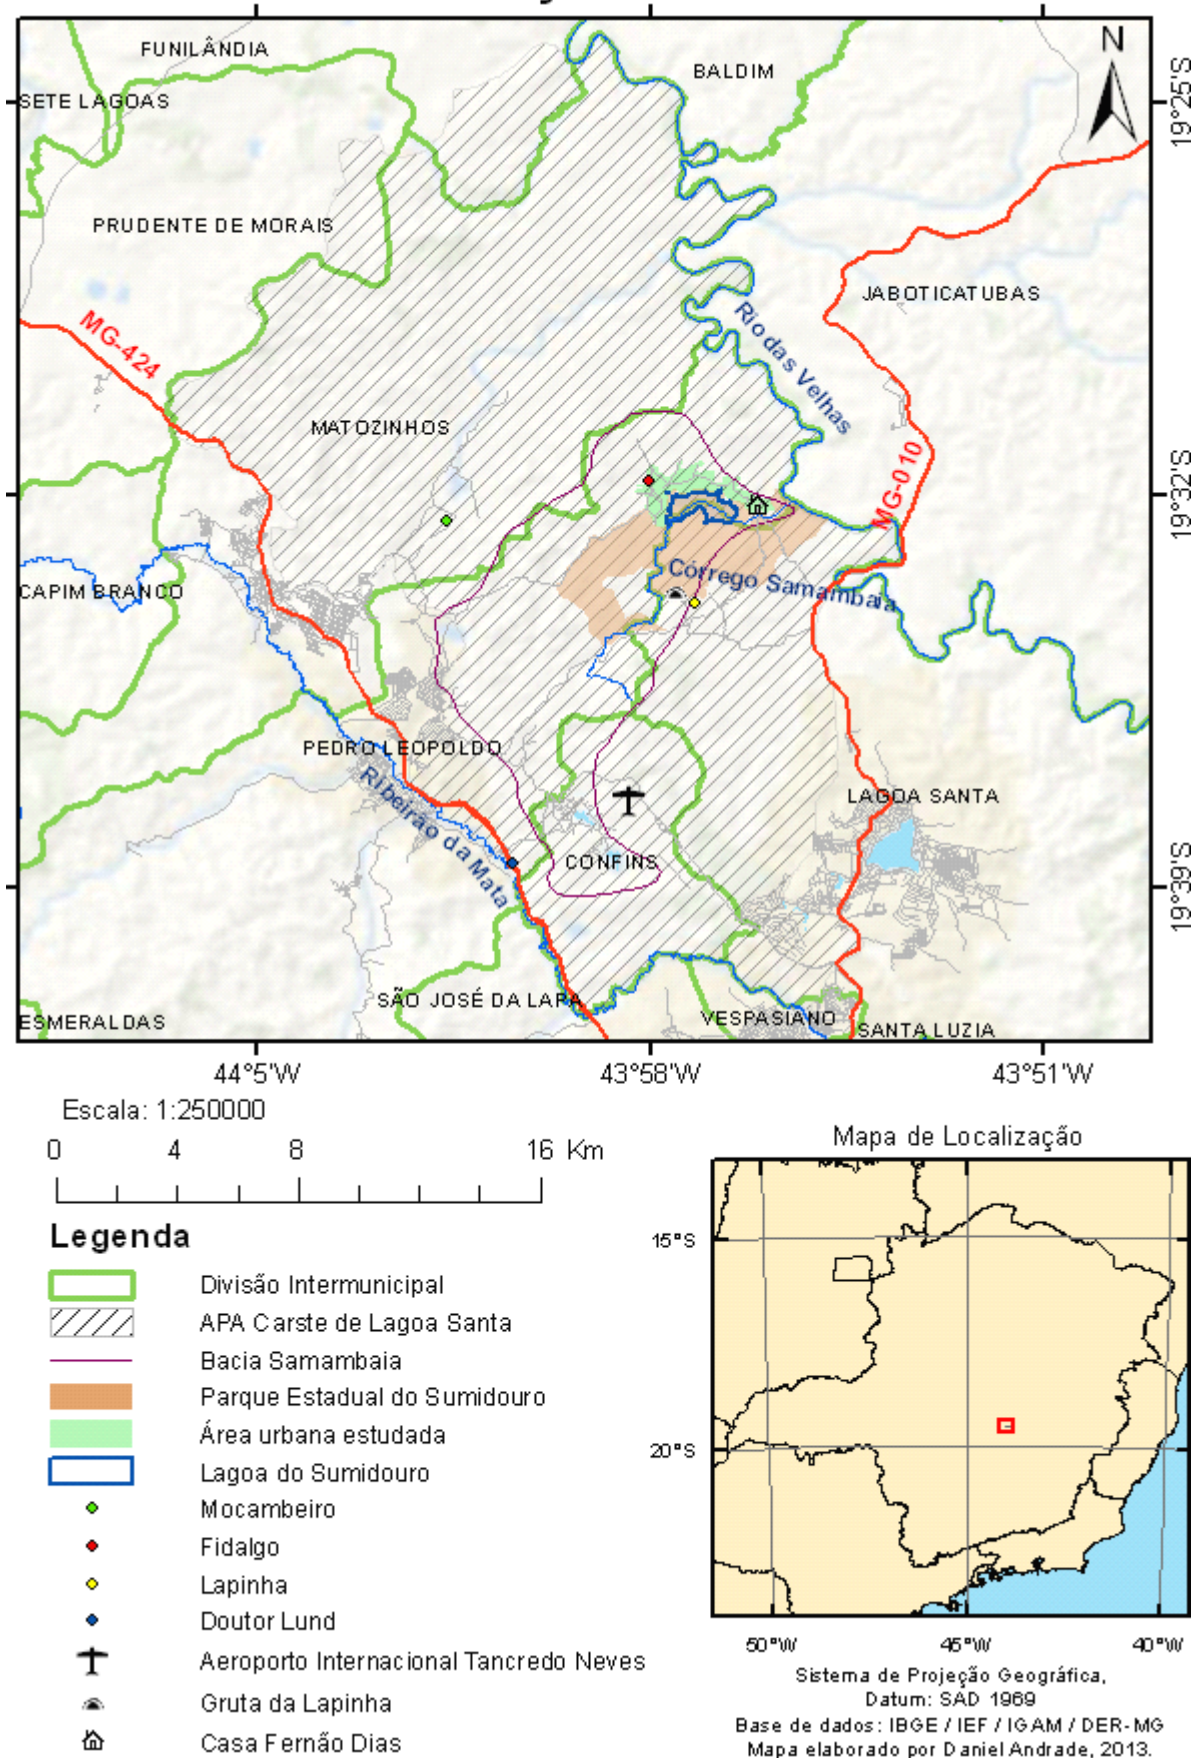 FUNILÂNDIA
BALDIM
N
SETE LAGOAS
19°25'S
PRUDENTE DE MORAIS
JABOTICATUBAS
MG-424
Rio das Velhas
MATOZINHOS
MG-010
19°32'S
Córrego Samambaia
CAPIM BRANCO
PEDRO LEOPOLDO
Ribeirão da Mata
LAGOA SANTA
CONFINS
19°39'S
SÃO JOSÉ DA LAPA
ESMERALDAS
VESPASIANO
SANTA LUZIA
44°5'W
43°58'W
43°51'W
Escala: 1:250000
0 4 8 16 Km
Legenda
Divisão Intermunicipal
APA Carste de Lagoa Santa
Bacia Samambaia
Parque Estadual do Sumidouro
Área urbana estudada
Lagoa do Sumidouro
Mocambeiro
Fidalgo
Lapinha
Doutor Lund
Aeroporto Internacional Tancredo Neves
Gruta da Lapinha
Casa Fernão Dias
Mapa de Localização
15°S
20°S
50°W
45°W
40°W
Sistema de Projeção Geográfica,
Datum: SAD 1969
Base de dados: IBGE / IEF / IGAM / DER-MG
Mapa elaborado por Daniel Andrade, 2013.